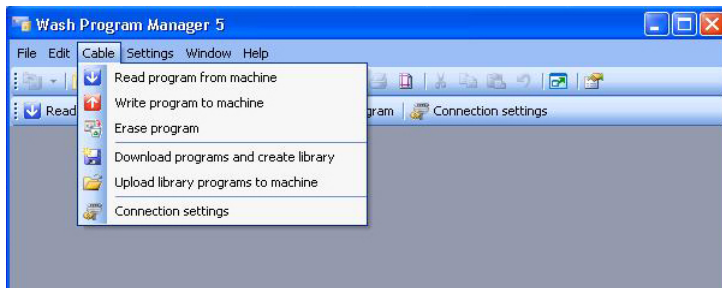 Wash Program Manager 5
File Edit Cable Settings Window Help
Read program from machine
Write program to machine
Read gram Connection settings
Erase program
Download programs and create library
Upload library programs to machine
Connection settings